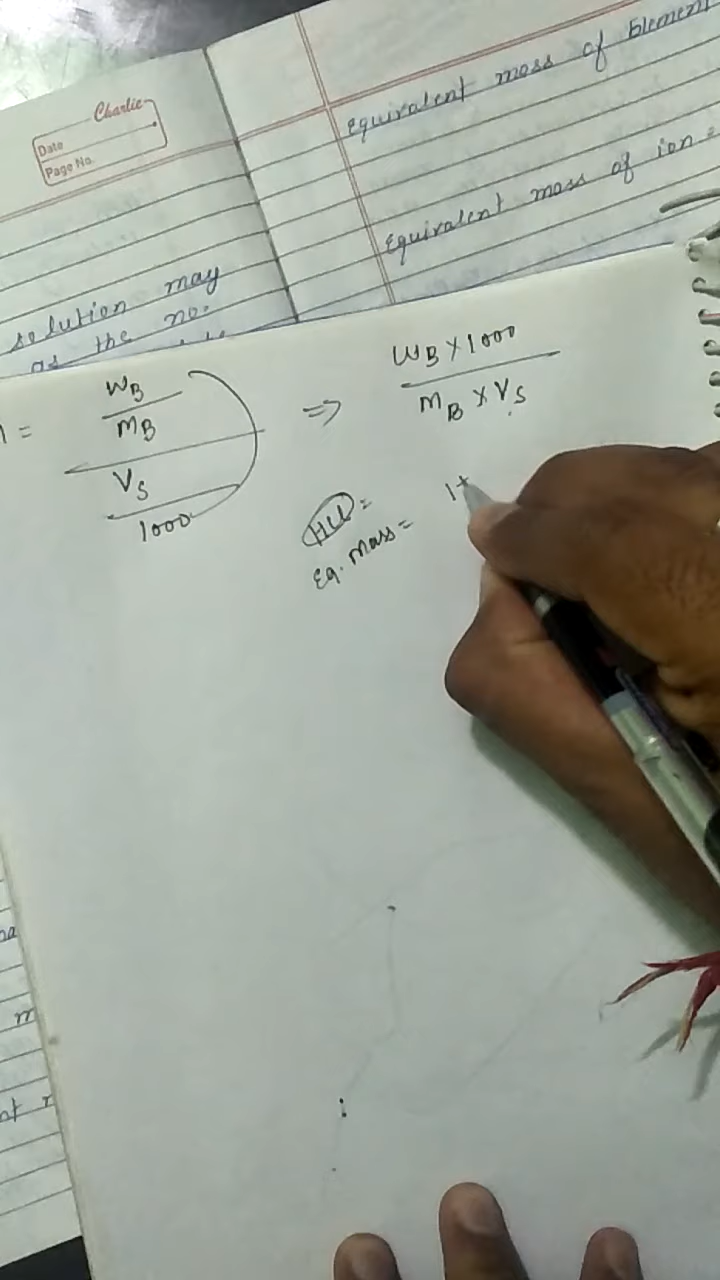 Charlie
Date
Page No.
equivalent mass of Element
equivalent mass of ion =
solution may
as the no.
= WB / MB / VS / 1000 => WB X 1000 / MB X VS
HCl =
Eq. Mass = 1+